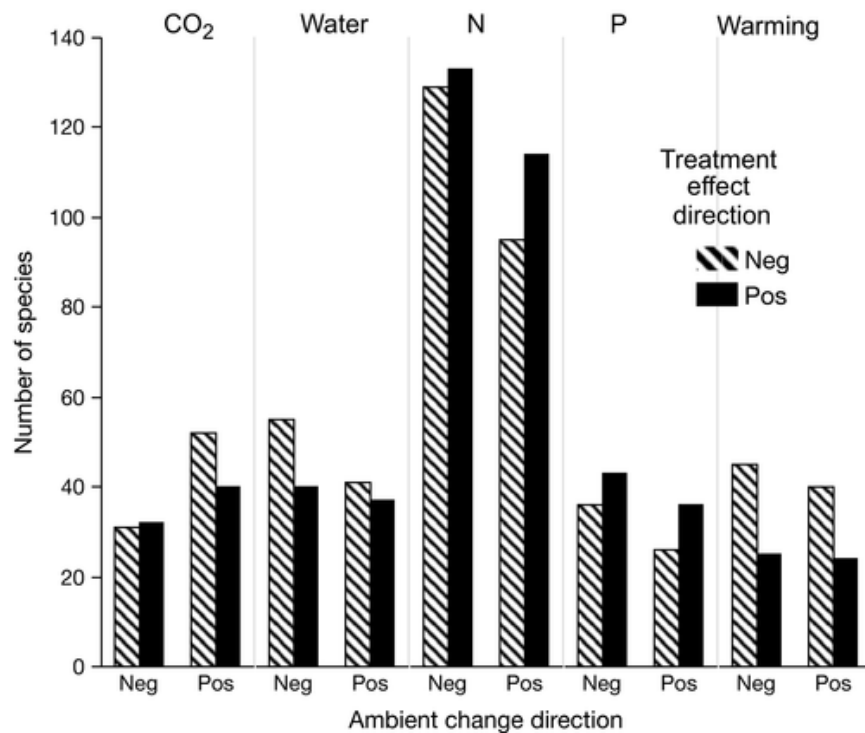 CO₂ Water N P Warming
140
120
100
80
60
40
20
0
Number of species
Treatment
effect
direction
Neg
Pos
Neg Pos Neg Pos Neg Pos Neg Pos Neg Pos
Ambient change direction